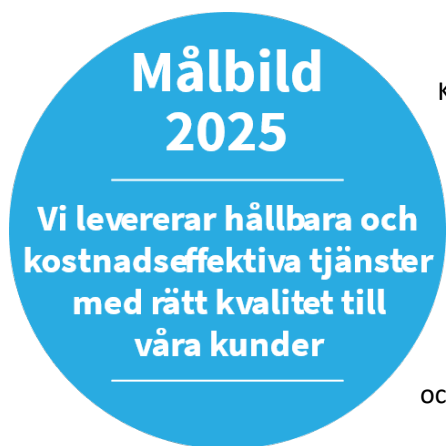 Målbild
2025
Vi levererar hållbara och
kostnadseffektiva tjänster
med rätt kvalitet till
våra kunder